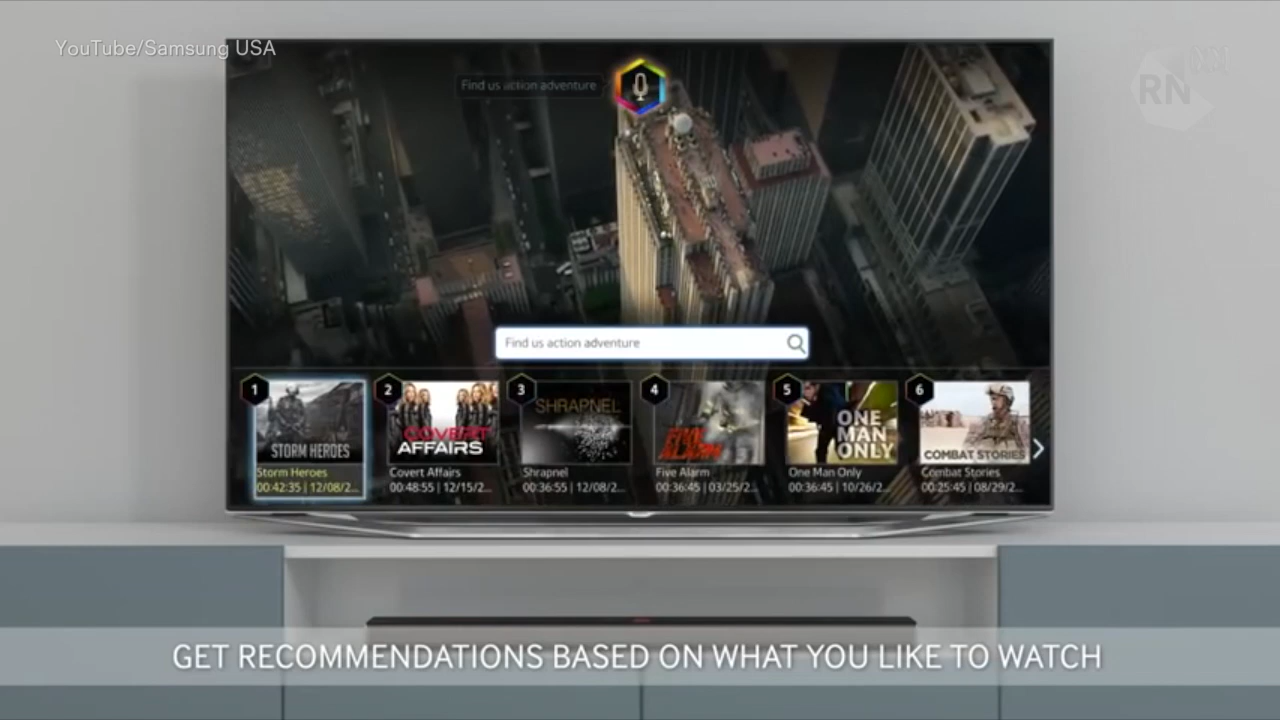 YouTube/Samsung USA
RN
Find us action adventure
Find us action adventure
1
2
3
4
5
6
STORM HEROES
COVERT
AFFAIRS
SHRAPNEL
FIVE
ALARM
ONE
MAN
ONLY
COMBAT STORIES
Storm Heroes
Covert Affairs
Shrapnel
Five Alarm
One Man Only
Combat Stories
00:42:35 | 12/08/2...
00:48:55 | 12/15/2...
00:36:55 | 12/08/2...
00:36:45 | 03/25/2...
00:36:45 | 10/26/2...
00:25:45 | 08/29/2...
GET RECOMMENDATIONS BASED ON WHAT YOU LIKE TO WATCH